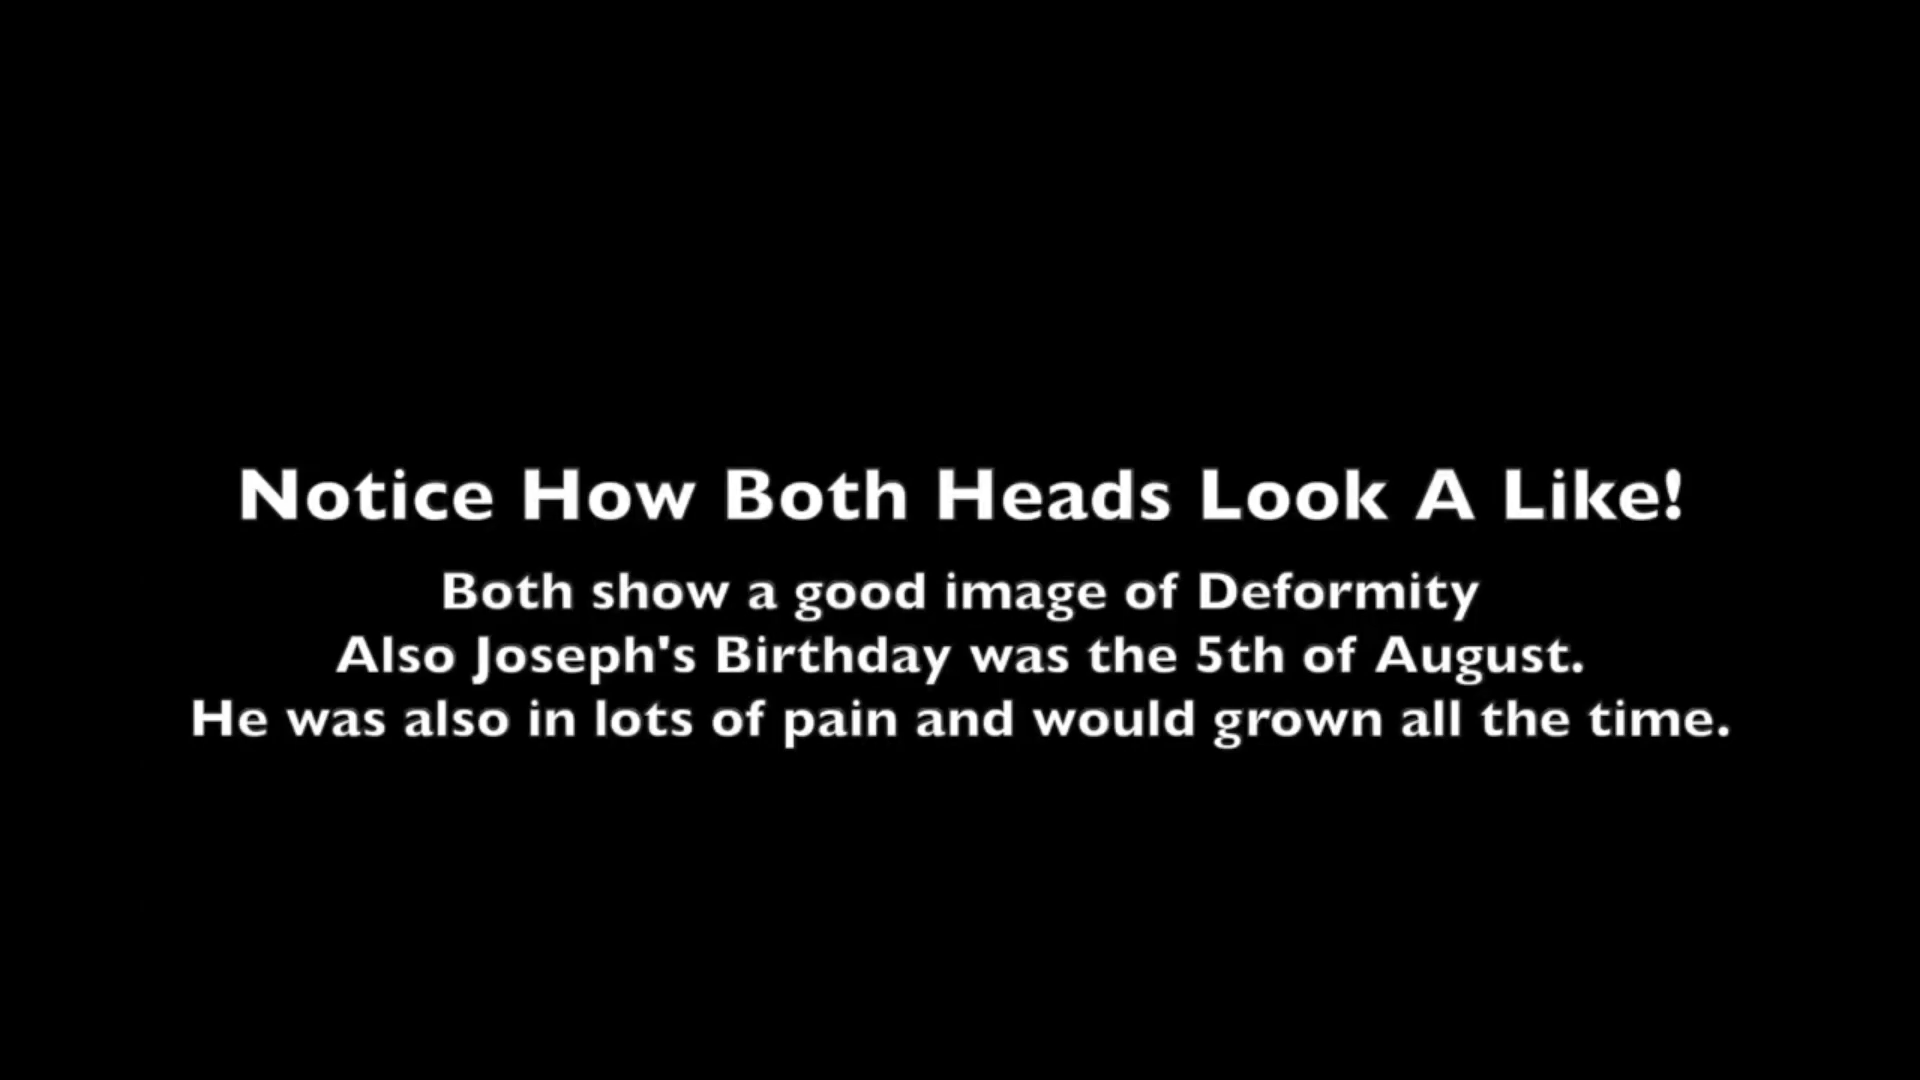 Notice How Both Heads Look A Like!
Both show a good image of Deformity
Also Joseph's Birthday was the 5th of August.
He was also in lots of pain and would grown all the time.